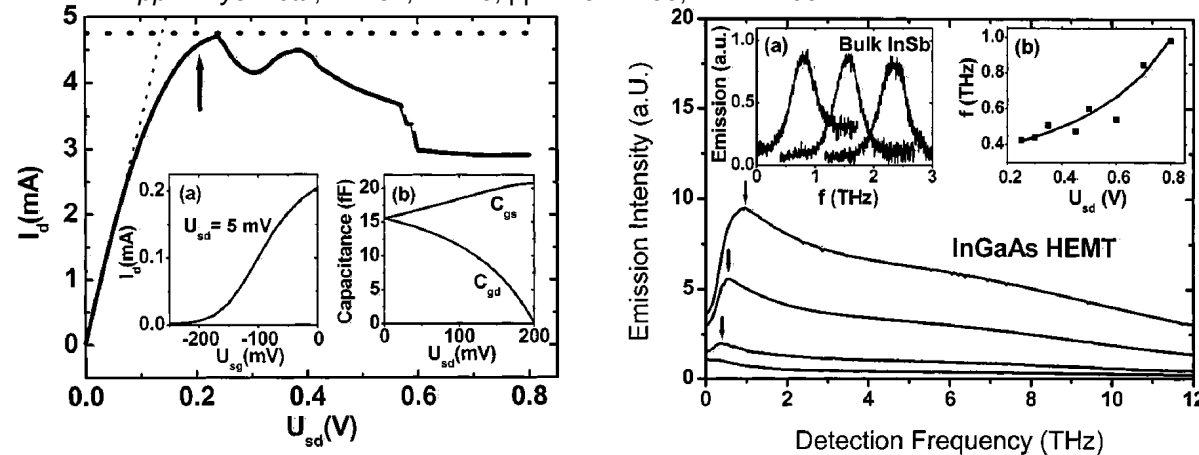 5
4
3
2
1
0
I_d(mA)
0.0 0.2 0.4 0.6 0.8
U_sd(V)
(a)
U_sd= 5 mV
0.2
0.1
0.0
I_d(mA)
-200 -100 0
U_sg(mV)
(b)
C_gs
C_gd
20
15
10
5
0
Capacitance (fF)
0 100 200
U_sd(mV)
20
15
10
5
0
Emission Intensity (a.U.)
(a) Bulk InSb
1.0
0.5
0.0
Emission (a.u.)
0 1 2 3
f (THz)
(b)
1.0
0.8
0.6
0.4
f (THz)
0.2 0.4 0.6 0.8
U_sd (V)
InGaAs HEMT
0 2 4 6 8 10 12
Detection Frequency (THz)